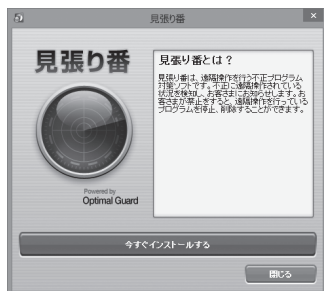 見張り番
見張り番
見張り番とは?
見張り番は、遠隔操作を行う不正プログラム
対策ソフトです。不正に遠隔操作されている
状況を検知し、お客さまにお知らせします。お
客さまが禁止をすると、遠隔操作を行っている
プログラムを停止、削除することができます。
Powered by
Optimal Guard
今すぐインストールする
閉じる